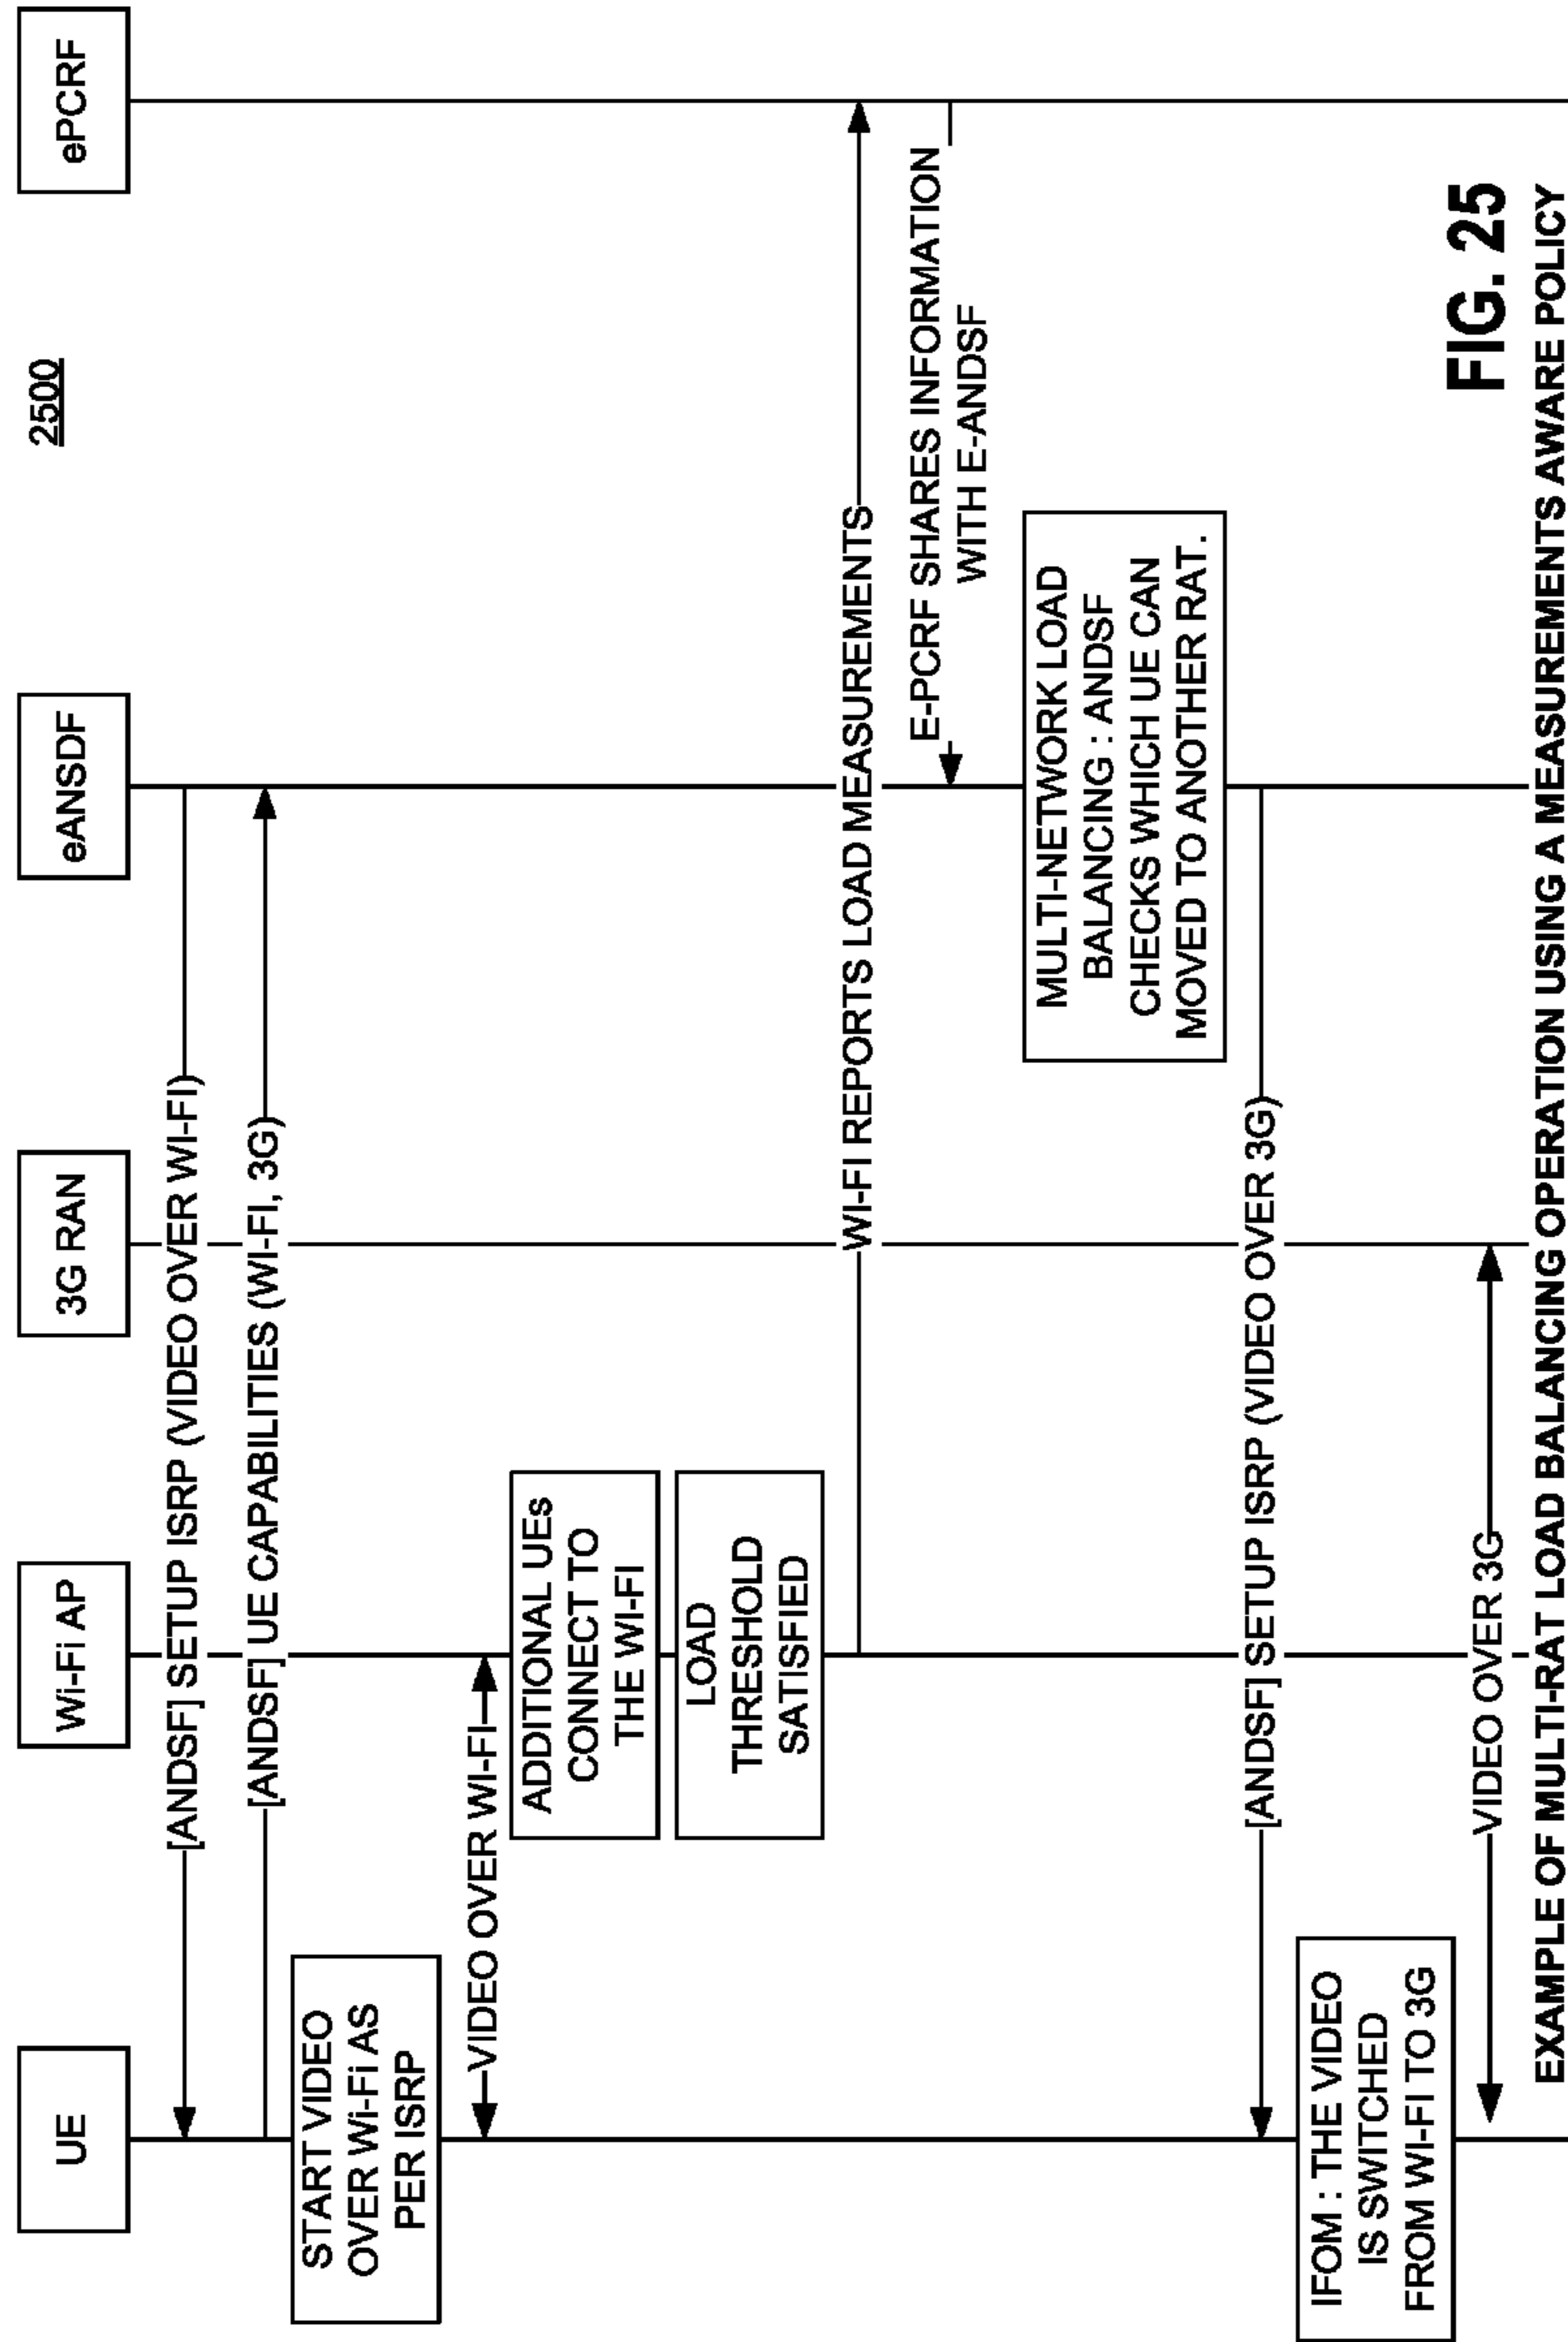 2500
UE
Wi-Fi AP
3G RAN
eANSDF
ePCRF
[ANDSF] SETUP ISRP (VIDEO OVER WI-FI)
[ANDSF] UE CAPABILITIES (WI-FI, 3G)
START VIDEO
OVER Wi-Fi AS
PER ISRP
VIDEO OVER WI-FI
ADDITIONAL UEs
CONNECT TO
THE WI-FI
LOAD
THRESHOLD
SATISFIED
WI-FI REPORTS LOAD MEASUREMENTS
E-PCRF SHARES INFORMATION
WITH E-ANDSF
MULTI-NETWORK LOAD
BALANCING : ANDSF
CHECKS WHICH UE CAN
MOVED TO ANOTHER RAT.
[ANDSF] SETUP ISRP (VIDEO OVER 3G)
IFOM : THE VIDEO
IS SWITCHED
FROM WI-FI TO 3G
VIDEO OVER 3G
FIG. 25
EXAMPLE OF MULTI-RAT LOAD BALANCING OPERATION USING A MEASUREMENTS AWARE POLICY